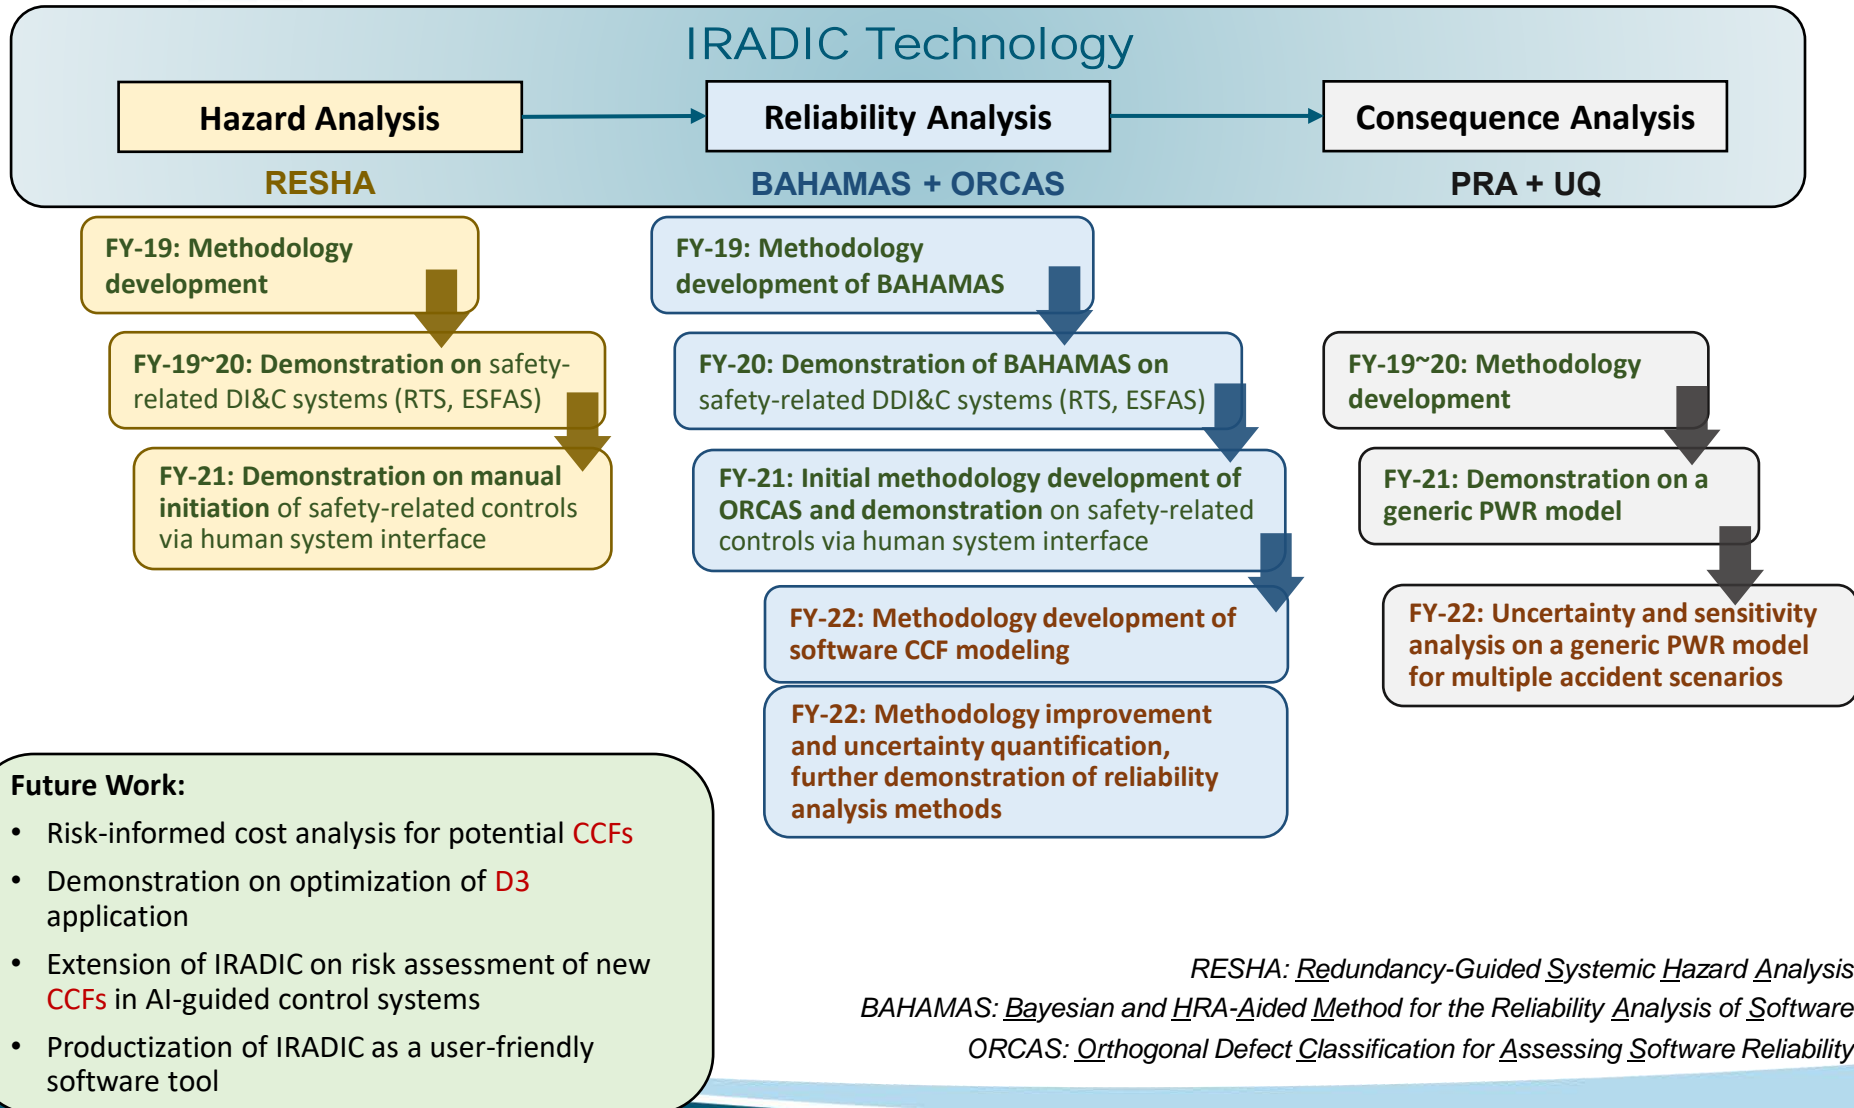 IRADIC Technology
Hazard Analysis
Reliability Analysis
Consequence Analysis
RESHA
BAHAMAS + ORCAS
PRA + UQ
FY-19: Methodology
development
FY-19~20: Demonstration on safety-
related DI&C systems (RTS, ESFAS)
FY-21: Demonstration on manual
initiation of safety-related controls
via human system interface
FY-19: Methodology
development of BAHAMAS
FY-20: Demonstration of BAHAMAS on
safety-related DDI&C systems (RTS, ESFAS)
FY-21: Initial methodology development of
ORCAS and demonstration on safety-related
controls via human system interface
FY-22: Methodology development of
software CCF modeling
FY-22: Methodology improvement
and uncertainty quantification,
further demonstration of reliability
analysis methods
FY-19~20: Methodology
development
FY-21: Demonstration on a
generic PWR model
FY-22: Uncertainty and sensitivity
analysis on a generic PWR model
for multiple accident scenarios
Future Work:
• Risk-informed cost analysis for potential CCFs
• Demonstration on optimization of D3
application
• Extension of IRADIC on risk assessment of new
CCFs in AI-guided control systems
• Productization of IRADIC as a user-friendly
software tool
RESHA: Redundancy-Guided Systemic Hazard Analysis
BAHAMAS: Bayesian and HRA-Aided Method for the Reliability Analysis of Software
ORCAS: Orthogonal Defect Classification for Assessing Software Reliability